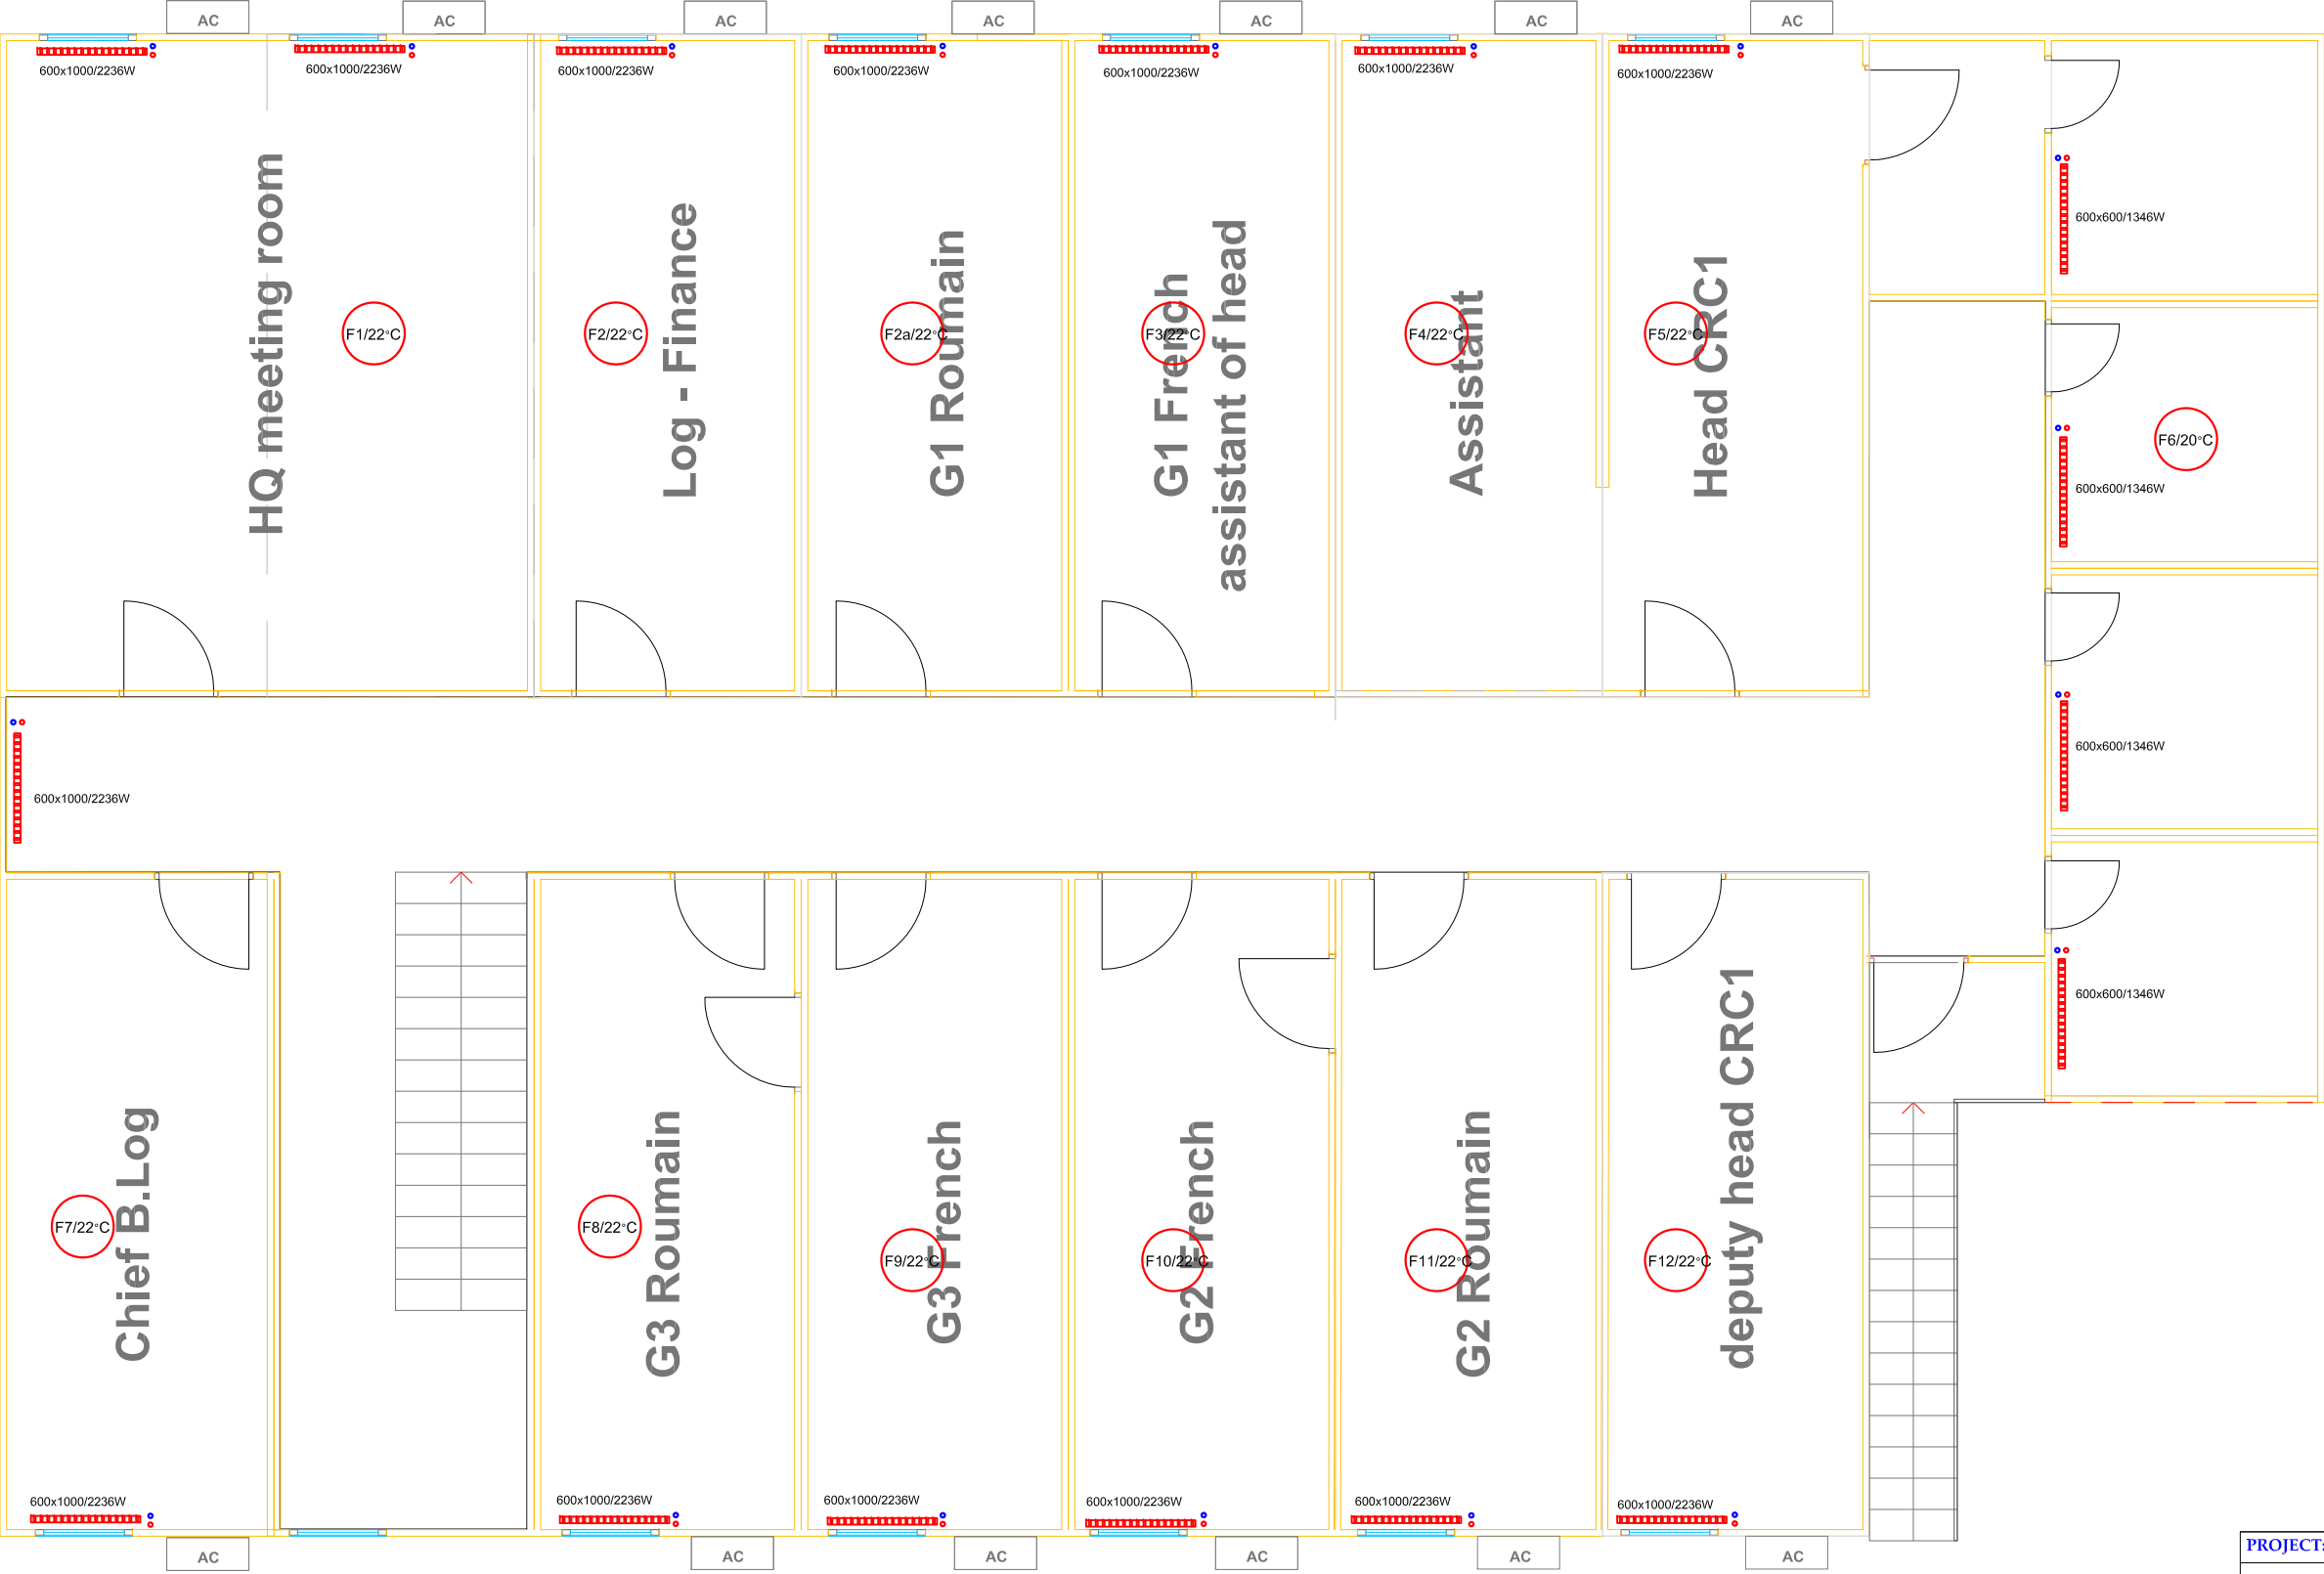 AC
AC
AC
AC
AC
AC
AC
600x1000/2236W
600x1000/2236W
600x1000/2236W
600x1000/2236W
600x1000/2236W
600x1000/2236W
600x1000/2236W
600x600/1346W
HQ meeting room
F1/22°C
F2/22°C
Log - Finance
F2a/22°C
G1 Roumain
F3/22°C
G1 French
assistant of head
F4/22°C
Assistant
F5/22°C
Head CRC1
F6/20°C
600x600/1346W
600x600/1346W
600x1000/2236W
600x600/1346W
F7/22°C
Chief B.Log
F8/22°C
G3 Roumain
F9/22°C
G3 French
F10/22°C
G2 French
F11/22°C
G2 Roumain
F12/22°C
deputy head CRC1
600x1000/2236W
600x1000/2236W
600x1000/2236W
600x1000/2236W
600x1000/2236W
600x1000/2236W
AC
AC
AC
AC
AC
AC
PROJECT: